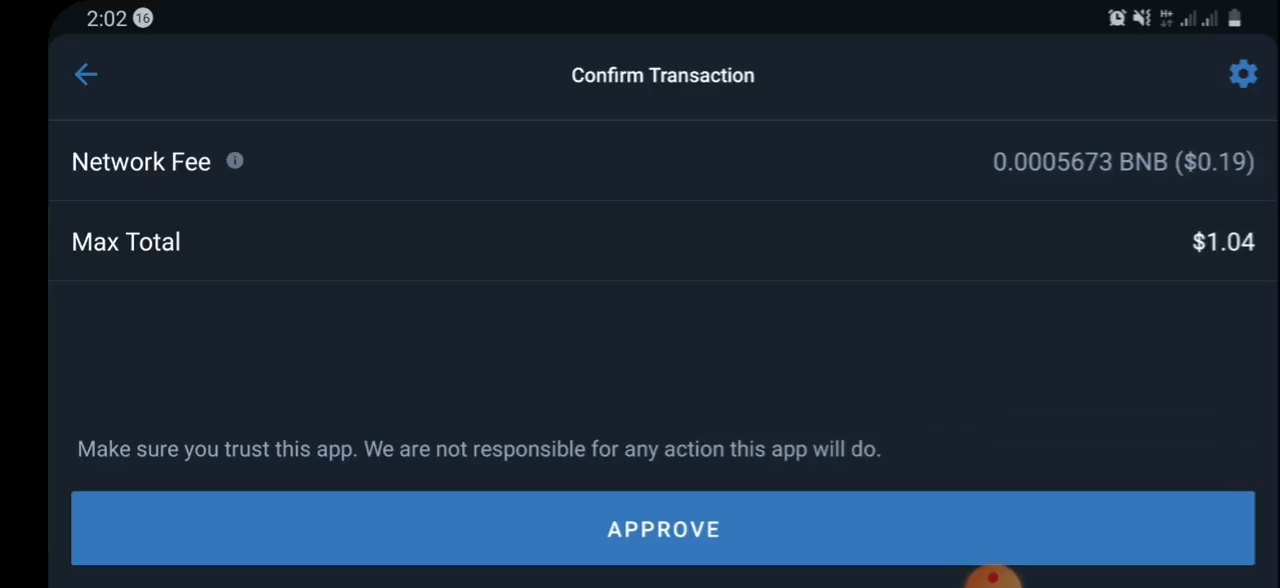 2:02 16
Confirm Transaction
Network Fee 0.0005673 BNB ($0.19)
Max Total $1.04
Make sure you trust this app. We are not responsible for any action this app will do.
APPROVE